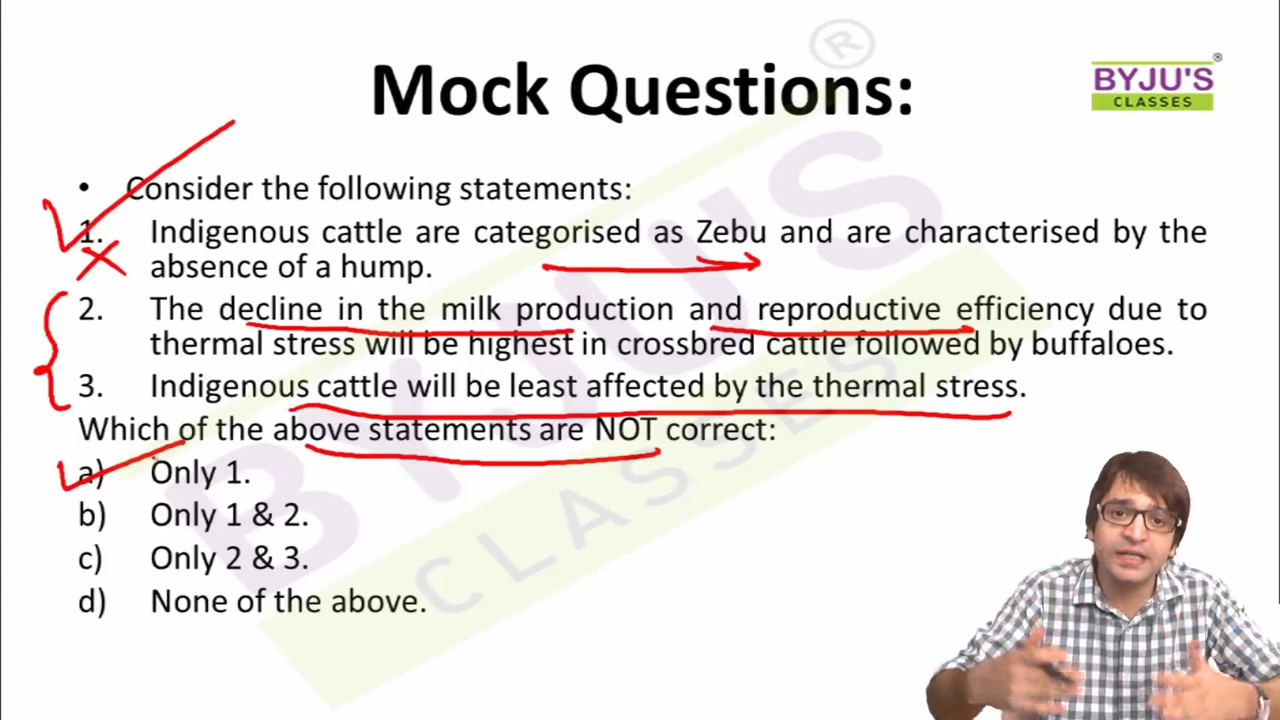 Mock Questions:
BYJU'S
CLASSES
• Consider the following statements:
1. Indigenous cattle are categorised as Zebu and are characterised by the
absence of a hump.
2. The decline in the milk production and reproductive efficiency due to
thermal stress will be highest in crossbred cattle followed by buffaloes.
3. Indigenous cattle will be least affected by the thermal stress.
Which of the above statements are NOT correct:
a) Only 1.
b) Only 1 & 2.
c) Only 2 & 3.
d) None of the above.
BYJU'S
CLASSES